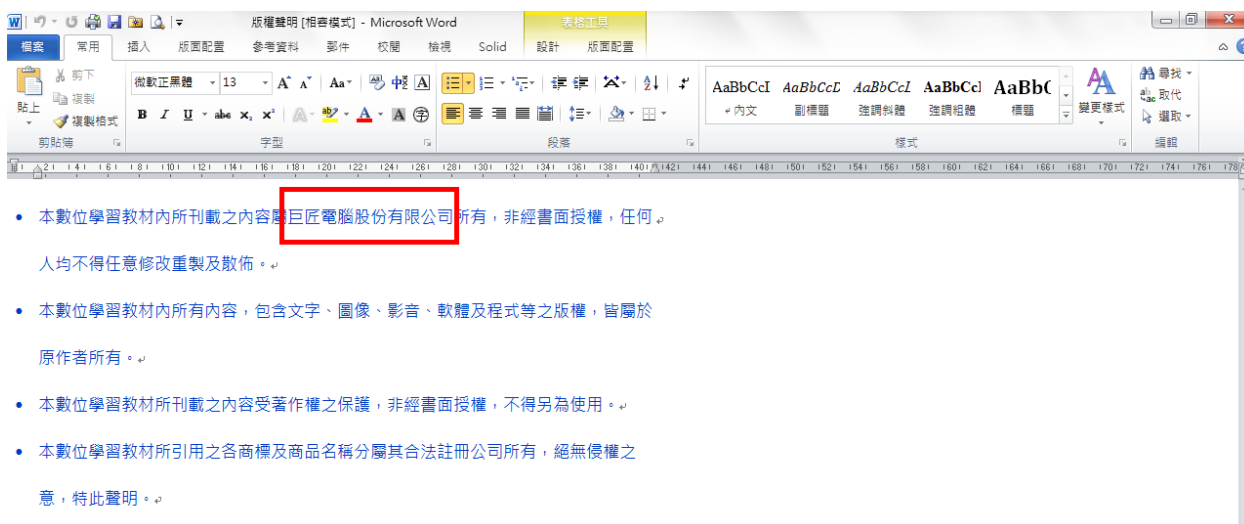 版權聲明 [相容模式] - Microsoft Word
表格工具
檔案 常用 插入 版面配置 參考資料 郵件 校閱 檢視 Solid 設計 版面配置
剪下
複製
貼上
複製格式
剪貼簿
微軟正黑體 13
字型
段落
AaBbCcI AaBbCcD AaBbCcI AaBbCcI AaBb(
內文 副標題 強調斜體 強調粗體 標題
變更樣式
樣式
尋找
取代
選取
編輯
• 本數位學習教材內所刊載之內容屬巨匠電腦股份有限公司所有,非經書面授權,任何
人均不得任意修改重製及散佈。
• 本數位學習教材內所有內容,包含文字、圖像、影音、軟體及程式等之版權,皆屬於
原作者所有。
• 本數位學習教材所刊載之內容受著作權之保護,非經書面授權,不得另為使用。
• 本數位學習教材所引用之各商標及商品名稱分屬其合法註冊公司所有,絕無侵權之
意,特此聲明。